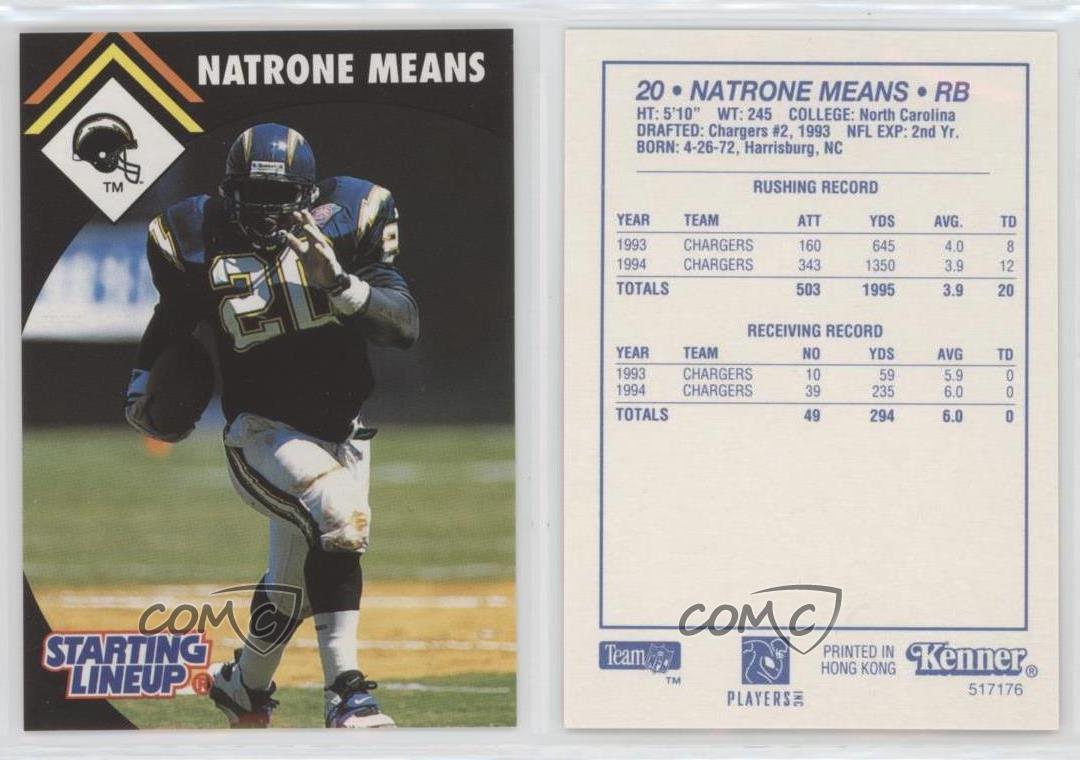 NATRONE MEANS
TM
20
STARTING
LINEUP®
COMC
20 • NATRONE MEANS • RB
HT: 5'10" WT: 245 COLLEGE: North Carolina
DRAFTED: Chargers #2, 1993 NFL EXP: 2nd Yr.
BORN: 4-26-72, Harrisburg, NC
RUSHING RECORD
YEAR TEAM ATT YDS AVG. TD
1993 CHARGERS 160 645 4.0 8
1994 CHARGERS 343 1350 3.9 12
TOTALS 503 1995 3.9 20
RECEIVING RECORD
YEAR TEAM NO YDS AVG TD
1993 CHARGERS 10 59 5.9 0
1994 CHARGERS 39 235 6.0 0
TOTALS 49 294 6.0 0
COMC
Team NFL
TM
PLAYERS INC
PRINTED IN
HONG KONG
Kenner®
517176